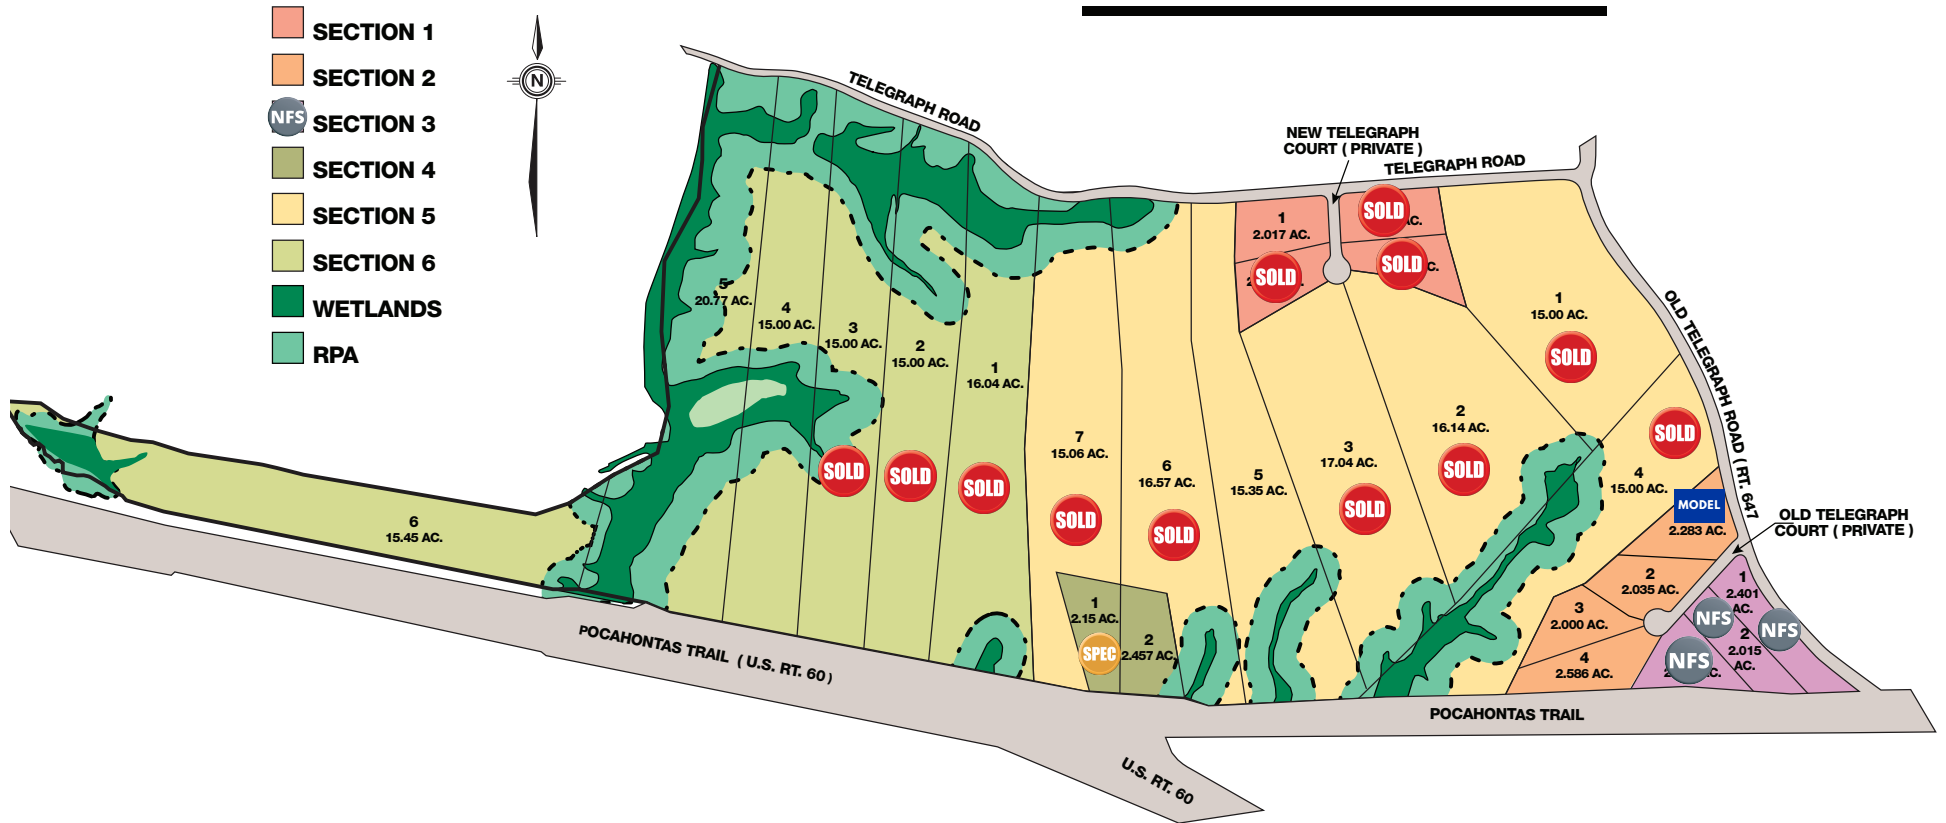 SECTION 1
SECTION 2
NFS
SECTION 3
SECTION 4
SECTION 5
SECTION 6
WETLANDS
RPA
N
TELEGRAPH ROAD
NEW TELEGRAPH
COURT ( PRIVATE )
TELEGRAPH ROAD
1
2.017 AC.
SOLD
SOLD
SOLD
OLD TELEGRAPH ROAD ( RT. 647
5
20.77 AC.
4
15.00 AC.
3
15.00 AC.
2
15.00 AC.
1
16.04 AC.
SOLD
SOLD
SOLD
7
15.06 AC.
SOLD
6
16.57 AC.
SOLD
5
15.35 AC.
3
17.04 AC.
SOLD
2
16.14 AC.
SOLD
1
15.00 AC.
SOLD
SOLD
4
15.00 AC.
MODEL
2.283 AC.
OLD TELEGRAPH
COURT ( PRIVATE )
6
15.45 AC.
1
2.15 AC.
SPEC
2
2.457 AC.
2
2.035 AC.
3
2.000 AC.
4
2.586 AC.
1
2.401
AC.
NFS
NFS
2
2.015
AC.
NFS
POCAHONTAS TRAIL ( U.S. RT. 60 )
POCAHONTAS TRAIL
U.S. RT. 60